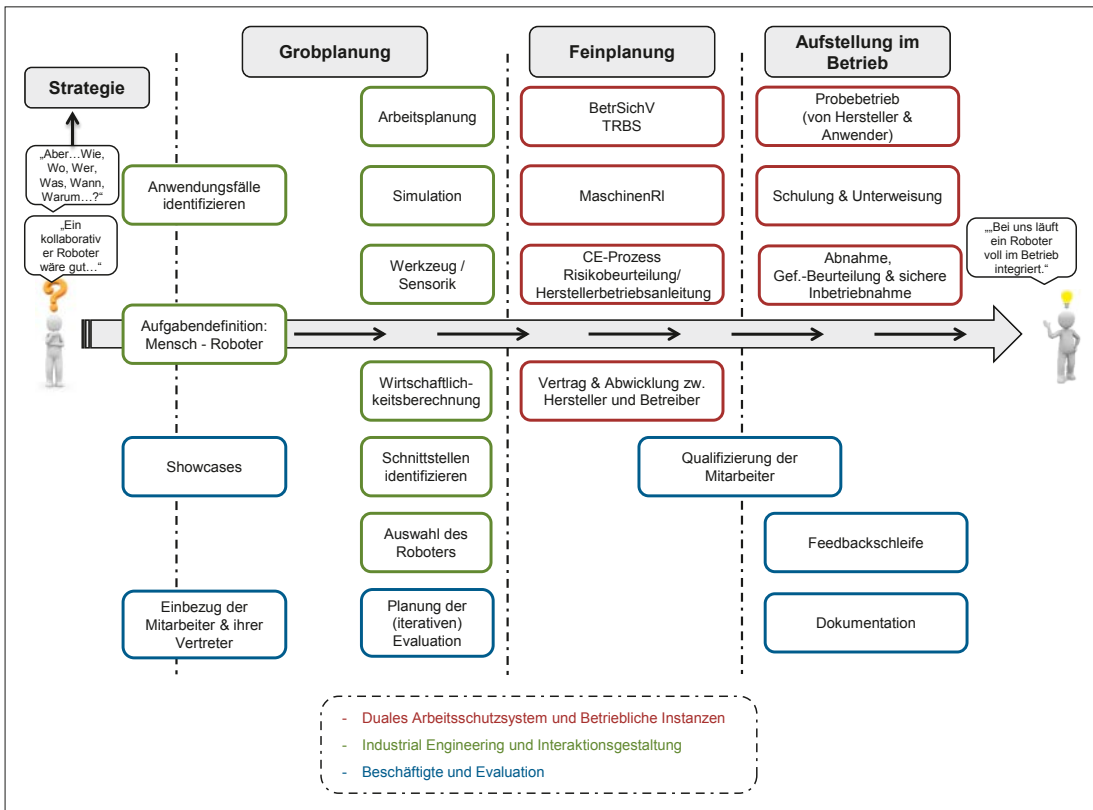 Grobplanung
Feinplanung
Aufstellung im
Betrieb
Strategie
„Aber…Wie,
Wo, Wer,
Was, Wann,
Warum…?“
„Ein
kollaborativ
er Roboter
wäre gut…“
Anwendungsfälle
identifizieren
Aufgabendefinition:
Mensch - Roboter
Showcases
Einbezug der
Mitarbeiter & ihrer
Vertreter
Arbeitsplanung
Simulation
Werkzeug /
Sensorik
Wirtschaftlich-
keitsberechnung
Schnittstellen
identifizieren
Auswahl des
Roboters
Planung der
(iterativen)
Evaluation
BetrSichV
TRBS
MaschinenRl
CE-Prozess
Risikobeurteilung/
Herstellerbetriebsanleitung
Vertrag & Abwicklung zw.
Hersteller und Betreiber
Qualifizierung der
Mitarbeiter
Probebetrieb
(von Hersteller &
Anwender)
Schulung & Unterweisung
Abnahme,
Gef.-Beurteilung & sichere
Inbetriebnahme
Feedbackschleife
Dokumentation
„„Bei uns läuft
ein Roboter
voll im Betrieb
integriert.“
- Duales Arbeitsschutzsystem und Betriebliche Instanzen
- Industrial Engineering und Interaktionsgestaltung
- Beschäftigte und Evaluation